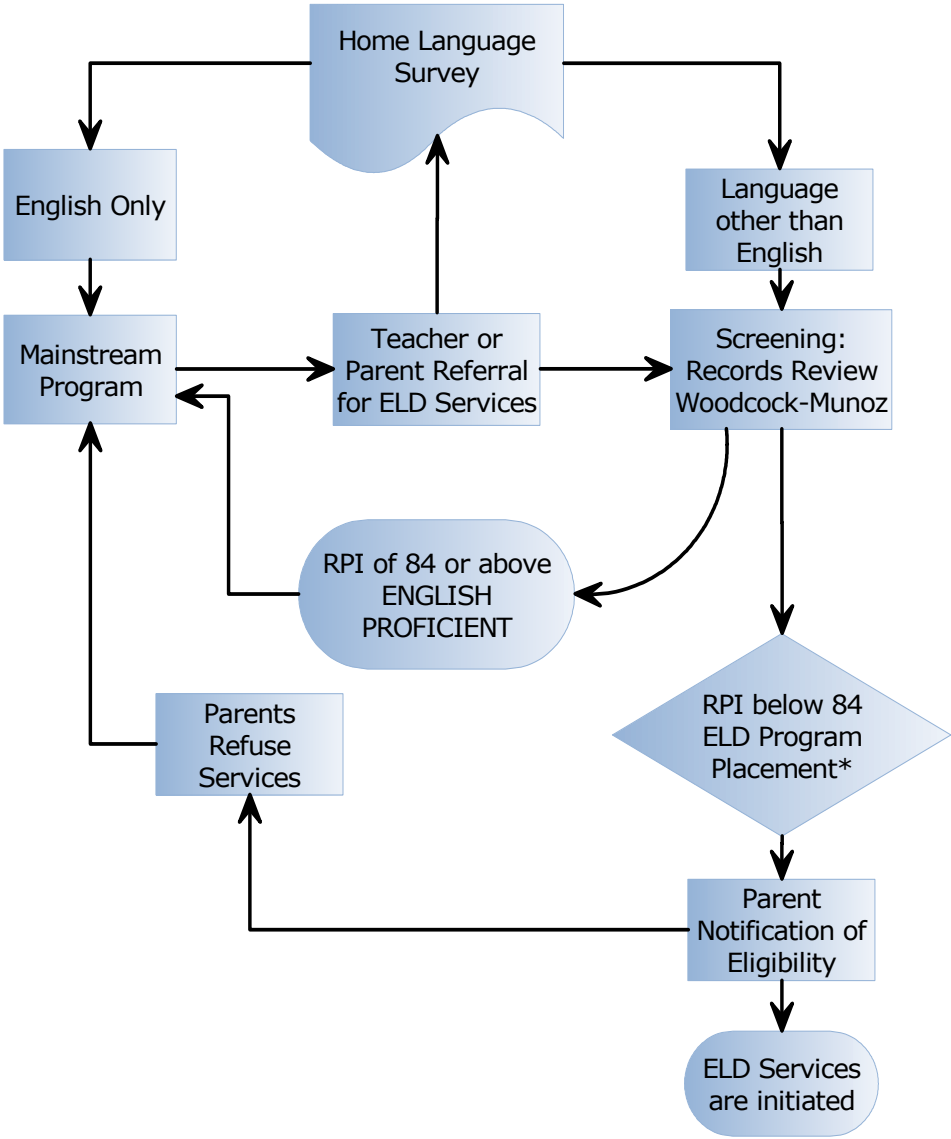 Home Language
Survey
English Only
Language
other than
English
Mainstream
Program
Teacher or
Parent Referral
for ELD Services
Screening:
Records Review
Woodcock-Munoz
RPI of 84 or above
ENGLISH
PROFICIENT
Parents
Refuse
Services
RPI below 84
ELD Program
Placement*
Parent
Notification of
Eligibility
ELD Services
are initiated